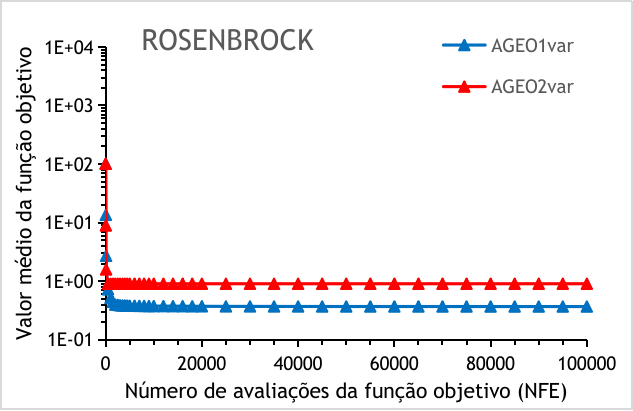 ROSENBROCK
AGEO1var
AGEO2var
Valor médio da função objetivo
1E+04
1E+03
1E+02
1E+01
1E+00
1E-01
0 20000 40000 60000 80000 100000
Número de avaliações da função objetivo (NFE)